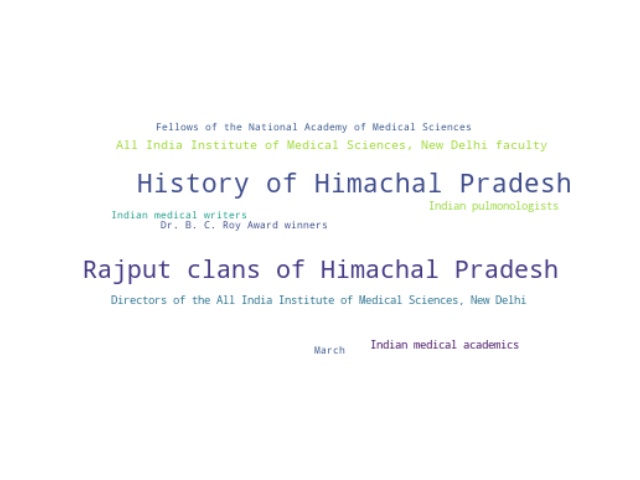 Fellows of the National Academy of Medical Sciences
All India Institute of Medical Sciences, New Delhi faculty
History of Himachal Pradesh
Indian pulmonologists
Indian medical writers
Dr. B. C. Roy Award winners
Rajput clans of Himachal Pradesh
Directors of the All India Institute of Medical Sciences, New Delhi
Indian medical academics
March